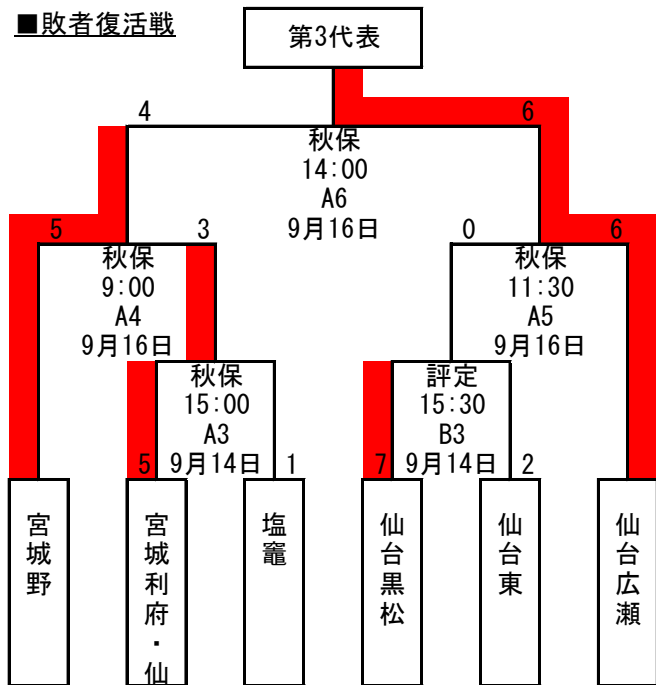 ■敗者復活戦
第3代表
4
6
秋保
14:00
A6
9月16日
5
3
0
6
秋保
9:00
A4
9月16日
秋保
11:30
A5
9月16日
秋保
15:00
A3
9月14日
5
1
評定
15:30
B3
9月14日
7
2
宮城野
宮城利府・仙
塩竈
仙台黒松
仙台東
仙台広瀬